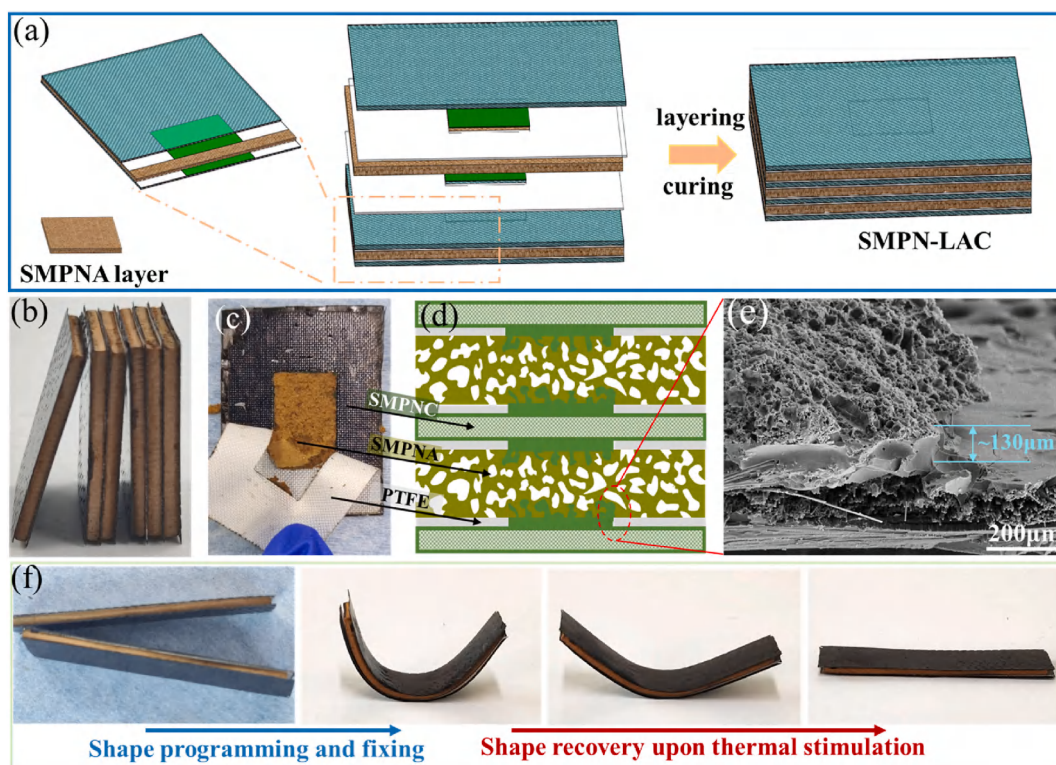 (a)
layering
curing
SMPNA layer
SMPN-LAC
(b)
(c)
(d)
(e)
SMPNC
SMPNA
PTFE
~130μm
200μm
(f)
Shape programming and fixing
Shape recovery upon thermal stimulation